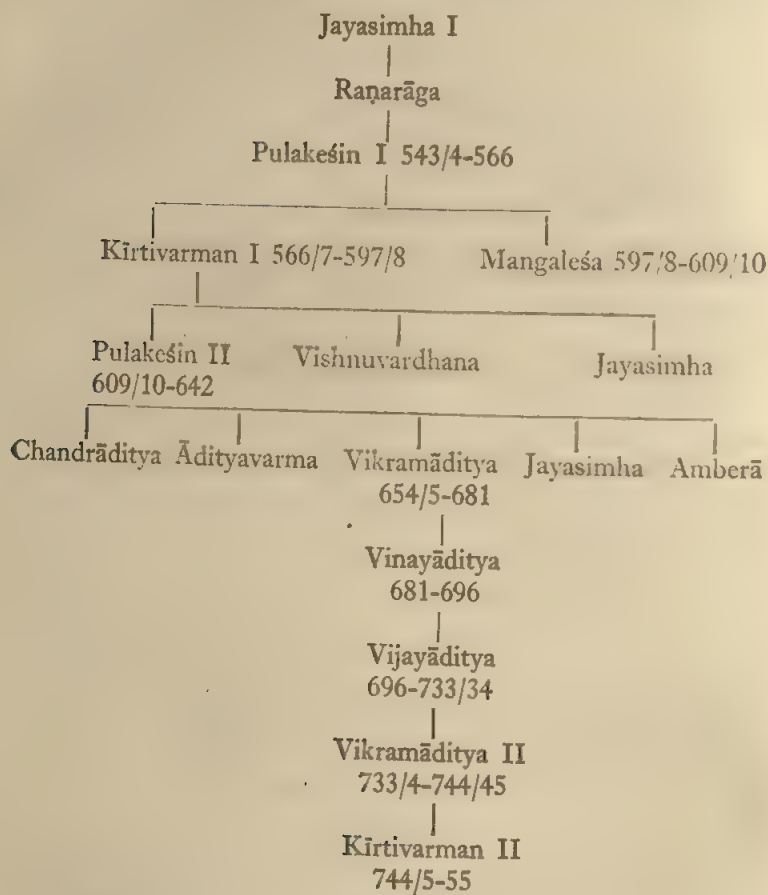 Jayasimha I
Raṇarāga
Pulakeśin I 543/4-566
Kīrtivarman I 566/7-597/8 Mangaleśa 597/8-609/10
Pulakeśin II Vishnuvardhana Jayasimha
609/10-642
Chandrāditya Ādityavarma Vikramāditya Jayasimha Amberā
654/5-681
Vinayāditya
681-696
Vijayāditya
696-733/34
Vikramāditya II
733/4-744/45
Kīrtivarman II
744/5-55